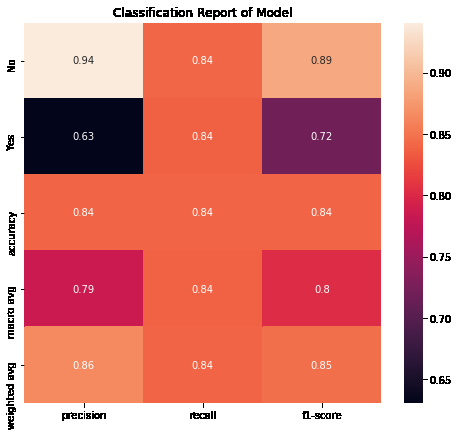 Classification Report of Model
No 0.94 0.84 0.89 0.90
Yes 0.63 0.84 0.72 0.85
accuracy 0.84 0.84 0.84 0.80
macro avg 0.79 0.84 0.8 0.75
weighted avg 0.86 0.84 0.85 0.70
0.65
precision recall f1-score